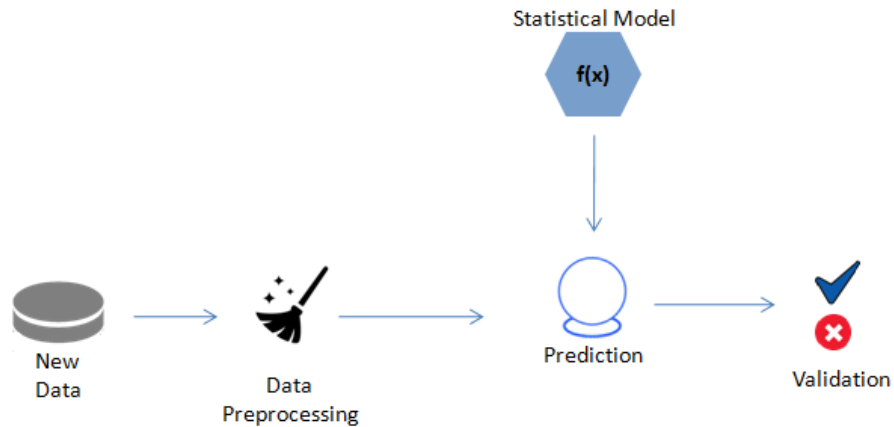 Statistical Model
f(x)
New
Data
Data
Preprocessing
Prediction
Validation